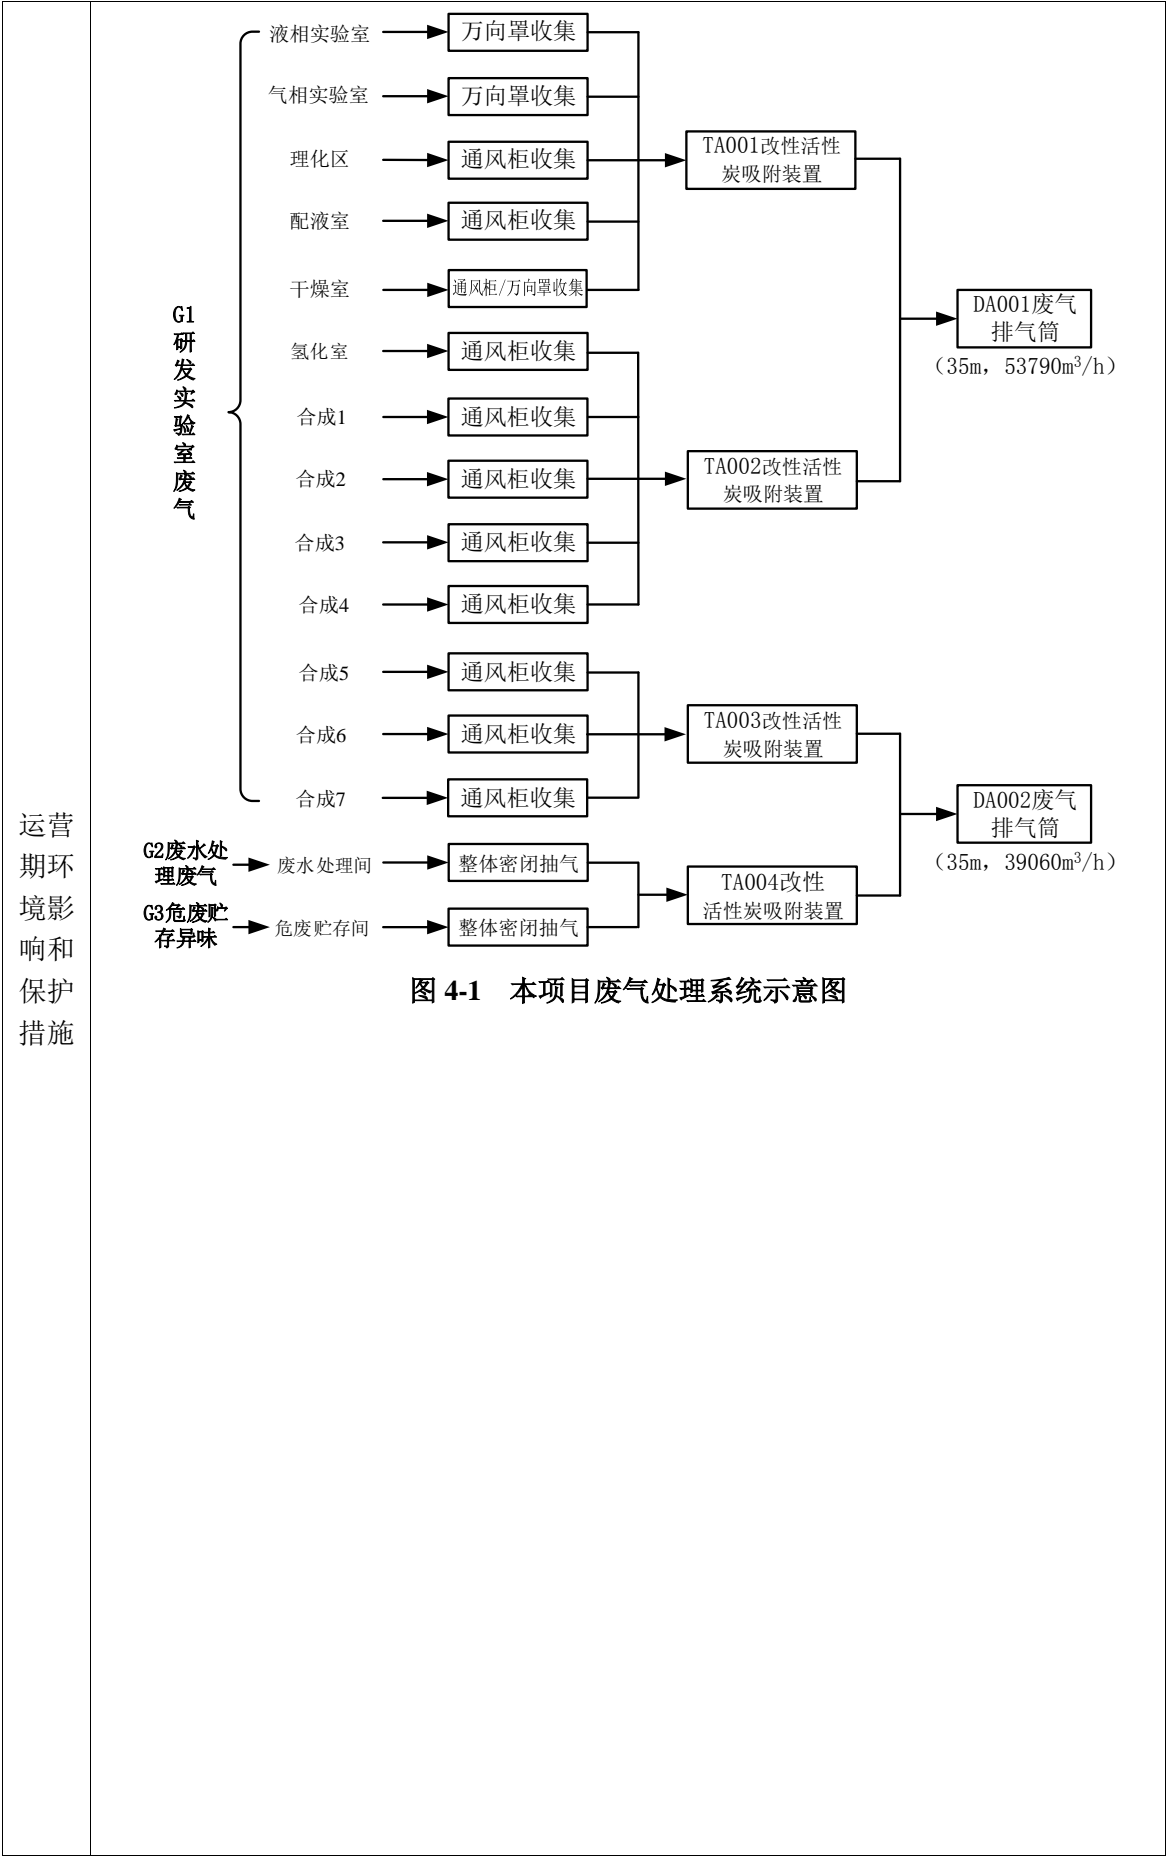 运营
期环
境影
响和
保护
措施
G1
研
发
实
验
室
废
气
液相实验室
万向罩收集
气相实验室
万向罩收集
理化区
通风柜收集
配液室
通风柜收集
干燥室
通风柜/万向罩收集
氢化室
通风柜收集
合成1
通风柜收集
合成2
通风柜收集
合成3
通风柜收集
合成4
通风柜收集
合成5
通风柜收集
合成6
通风柜收集
合成7
通风柜收集
G2废水处
理废气
废水处理间
整体密闭抽气
G3危废贮
存异味
危废贮存间
整体密闭抽气
TA001改性活性
炭吸附装置
TA002改性活性
炭吸附装置
TA003改性活性
炭吸附装置
TA004改性
活性炭吸附装置
DA001废气
排气筒
（35m，53790m³/h）
DA002废气
排气筒
（35m，39060m³/h）
图 4-1 本项目废气处理系统示意图